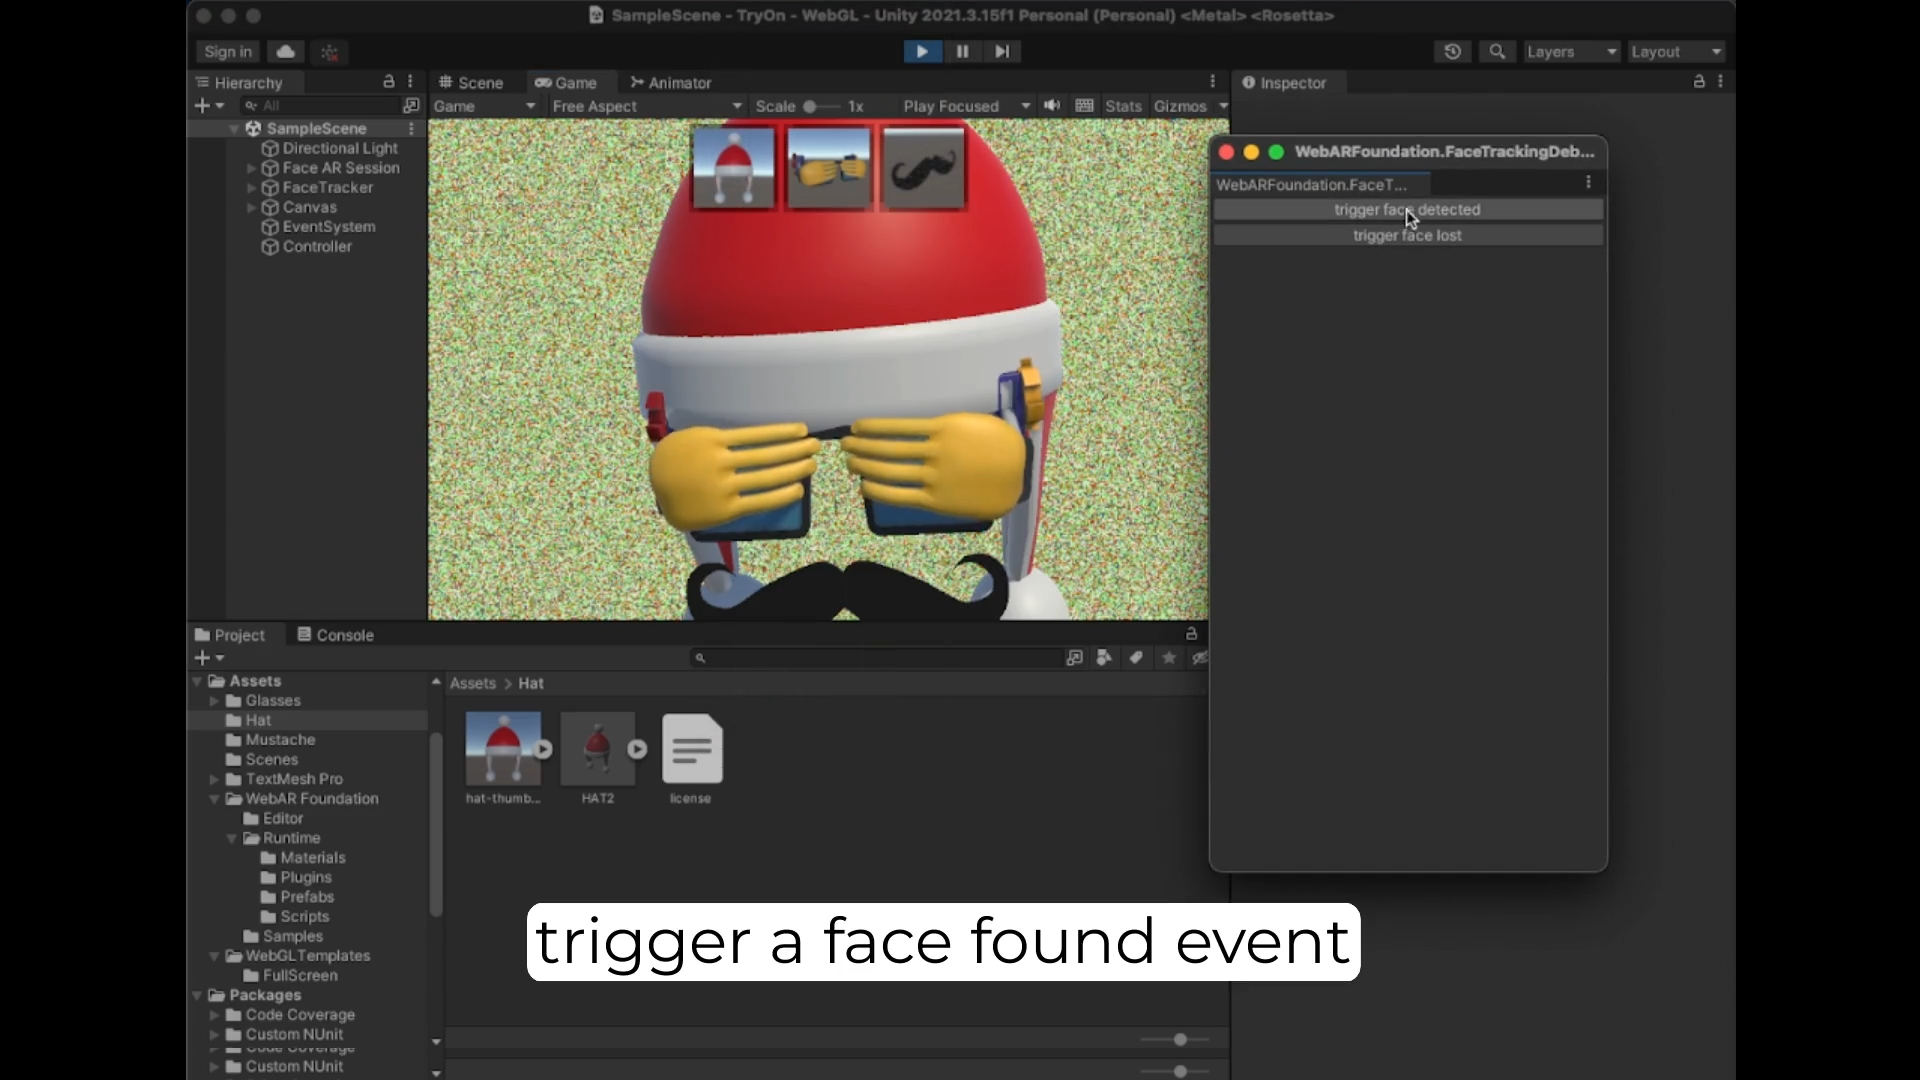 SampleScene - TryOn - WebGL - Unity 2021.3.15f1 Personal (Personal) <Metal> <Rosetta>
Sign in
Layers
Layout
Hierarchy
Scene
Game
Animator
Inspector
All
Game
Free Aspect
Scale
1x
Play Focused
Stats
Gizmos
SampleScene
Directional Light
Face AR Session
FaceTracker
Canvas
EventSystem
Controller
WebARFoundation.FaceTrackingDeb...
WebARFoundation.FaceT...
trigger face detected
trigger face lost
Project
Console
Assets
Glasses
Hat
Mustache
Scenes
TextMesh Pro
WebAR Foundation
Editor
Runtime
Materials
Plugins
Prefabs
Scripts
Samples
WebGLTemplates
FullScreen
Packages
Code Coverage
Custom NUnit
Code Coverage
Custom NUnit
Assets > Hat
hat-thumb...
HAT2
license
trigger a face found event